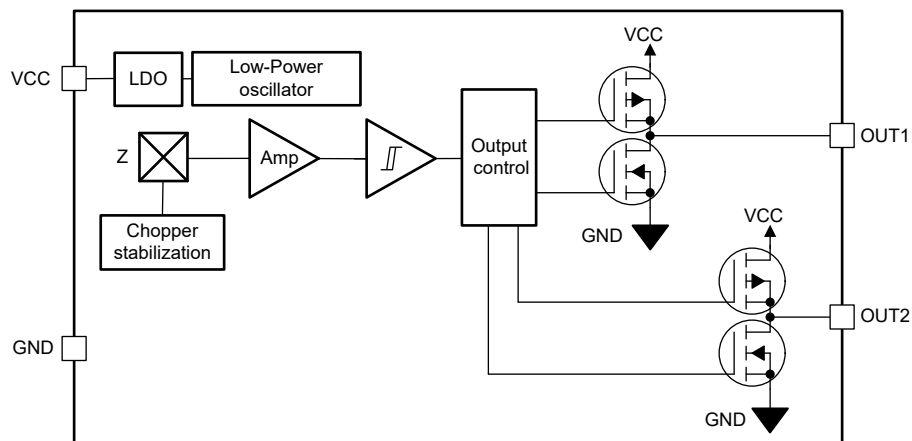 VCC
VCC
LDO
Low-Power
oscillator
Z
Amp
Output
control
OUT1
Chopper
stabilization
GND
VCC
OUT2
GND
GND